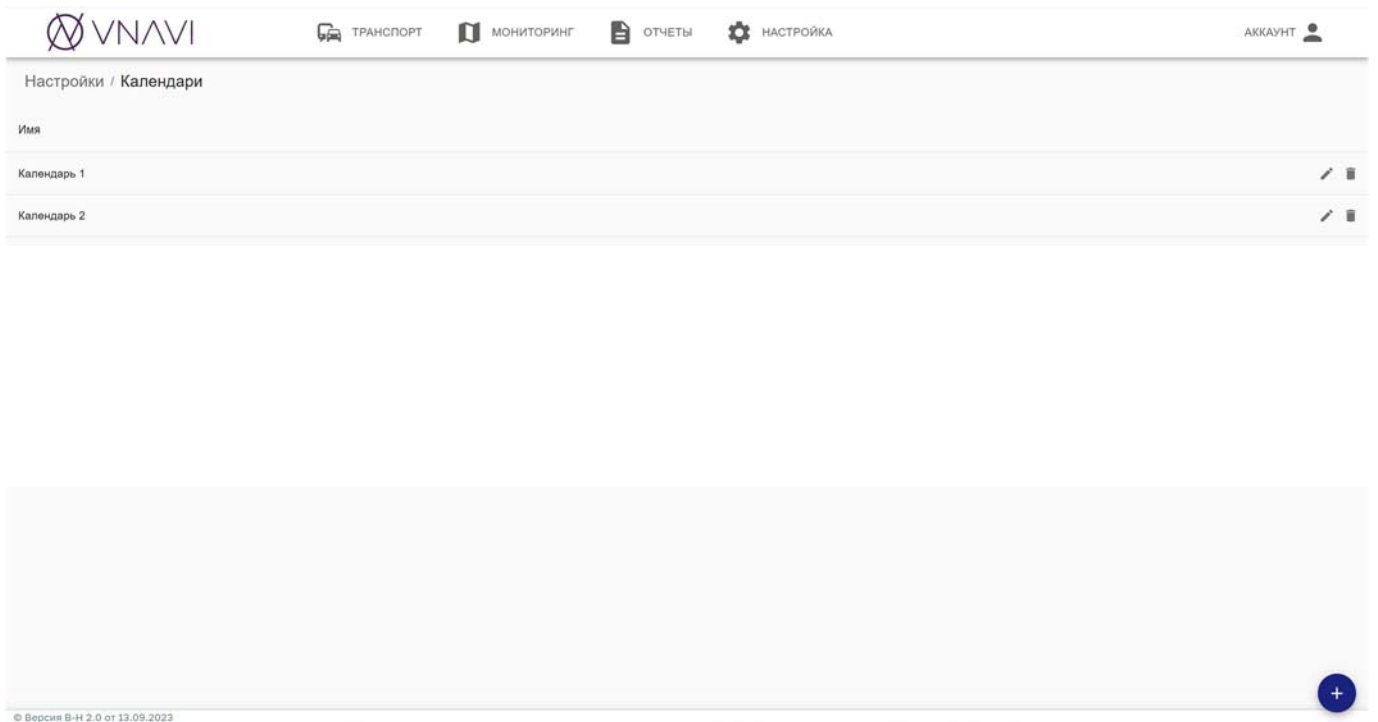 VNAVI
ТРАНСПОРТ
МОНИТОРИНГ
ОТЧЕТЫ
НАСТРОЙКА
АККАУНТ
Настройки / Календари
Имя
Календарь 1
Календарь 2
© Версия В-Н 2.0 от 13.09.2023